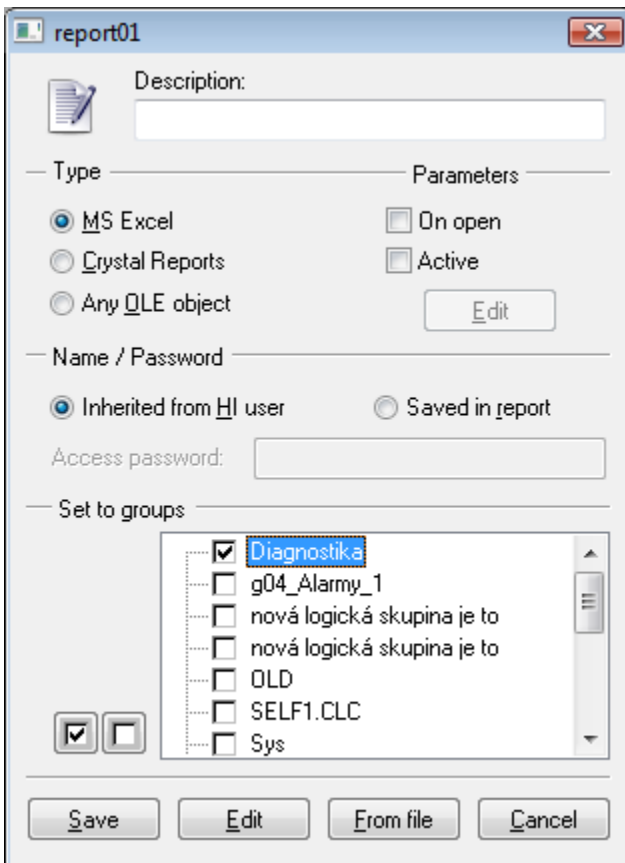 report01
Description:
Type
Parameters
MS Excel
On open
Crystal Reports
Active
Any OLE object
Edit
Name / Password
Inherited from HI user
Saved in report
Access password:
Set to groups
Diagnostika
g04_Alarmy_1
nová logická skupina je to
nová logická skupina je to
OLD
SELF1.CLC
Sys
Save
Edit
From file
Cancel